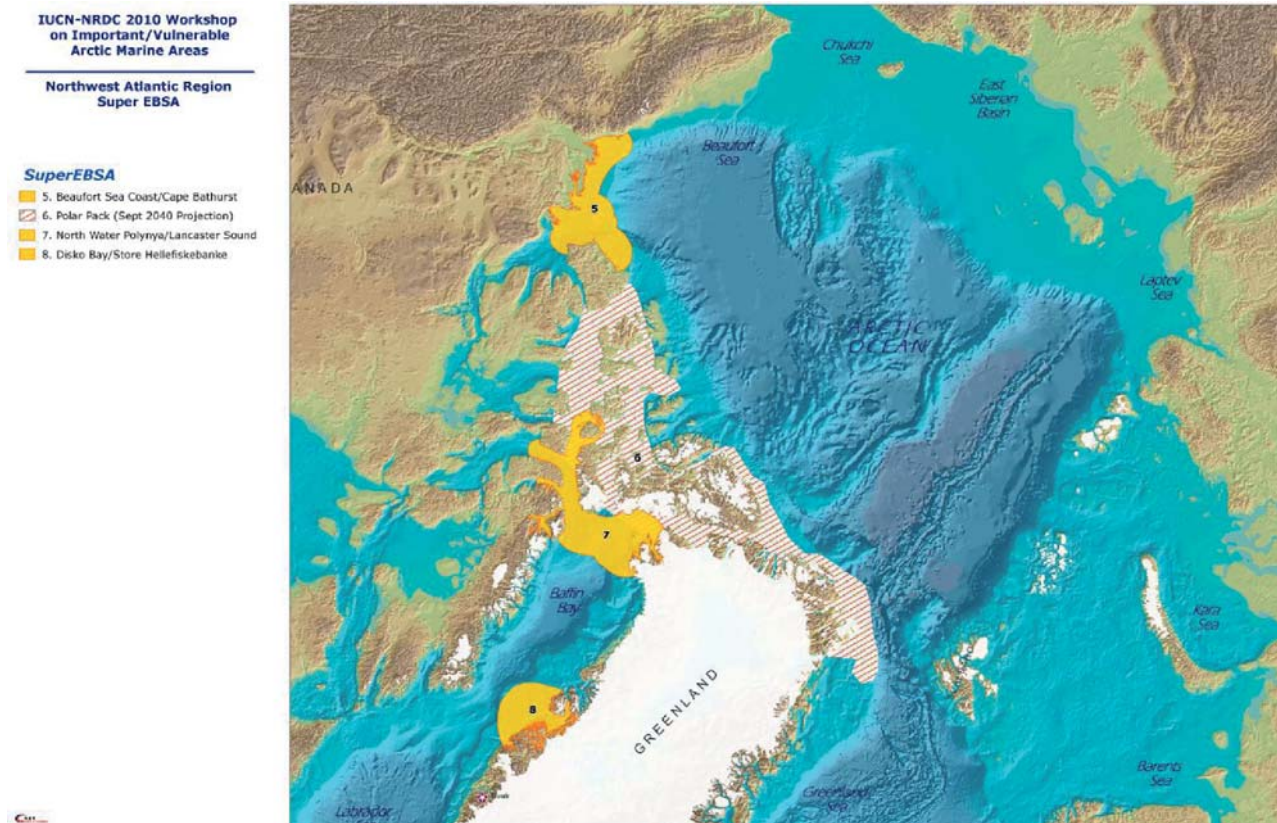 IUCN-NRDC 2010 Workshop
on Important/Vulnerable
Arctic Marine Areas
Northwest Atlantic Region
Super EBSA
SuperEBSA
5. Beaufort Sea Coast/Cape Bathurst
6. Polar Pack (Sept 2040 Projection)
7. North Water Polynya/Lancaster Sound
8. Disko Bay/Store Hellefiskebanke
Chukchi
Sea
East
Siberian
Basin
Beaufort
Sea
ANADA
5
Laptev
Sea
ARCTIC
OCEAN
6
7
Baffin
Bay
Kara
Sea
8
GREENLAND
Barents
Sea
Greenland
Sea
Labrador